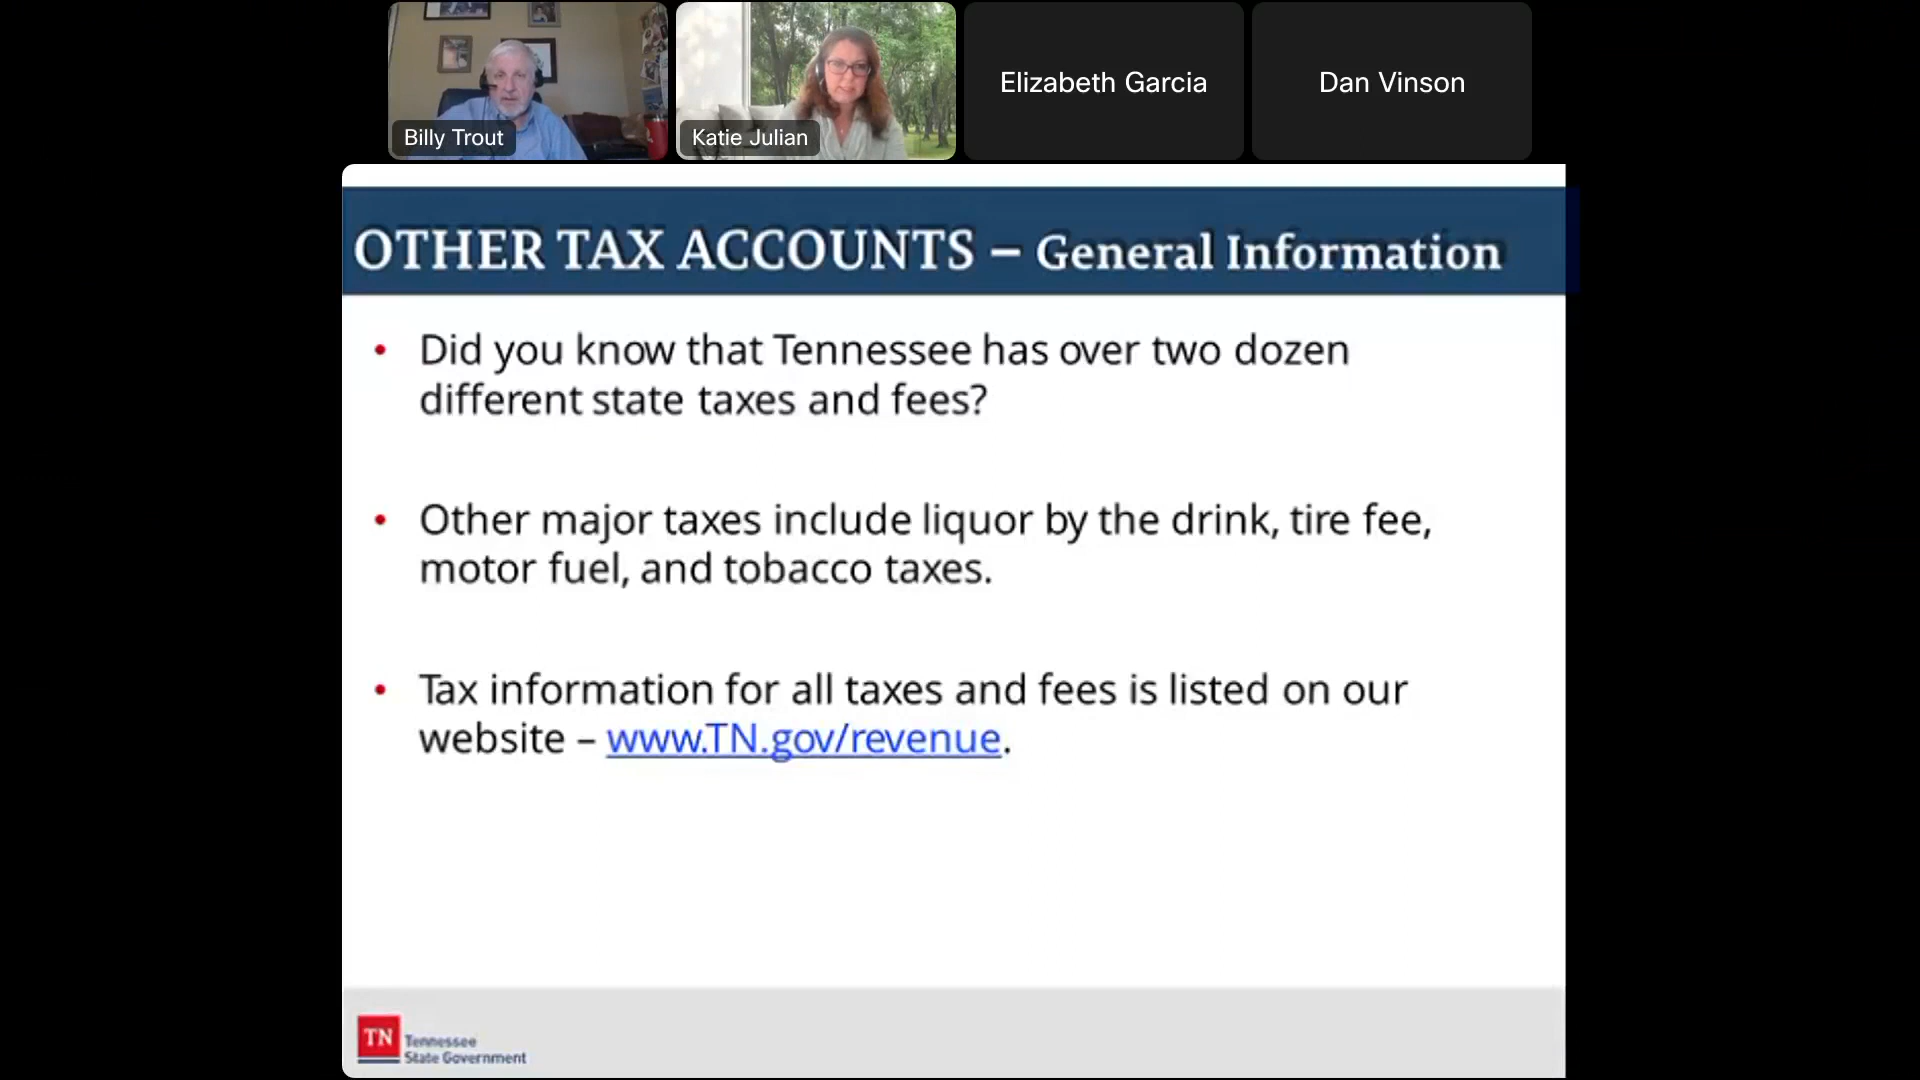 Billy Trout
Katie Julian
Elizabeth Garcia
Dan Vinson
OTHER TAX ACCOUNTS – General Information
• Did you know that Tennessee has over two dozen
different state taxes and fees?
• Other major taxes include liquor by the drink, tire fee,
motor fuel, and tobacco taxes.
• Tax information for all taxes and fees is listed on our
website – www.TN.gov/revenue.
TN
Tennessee
State Government